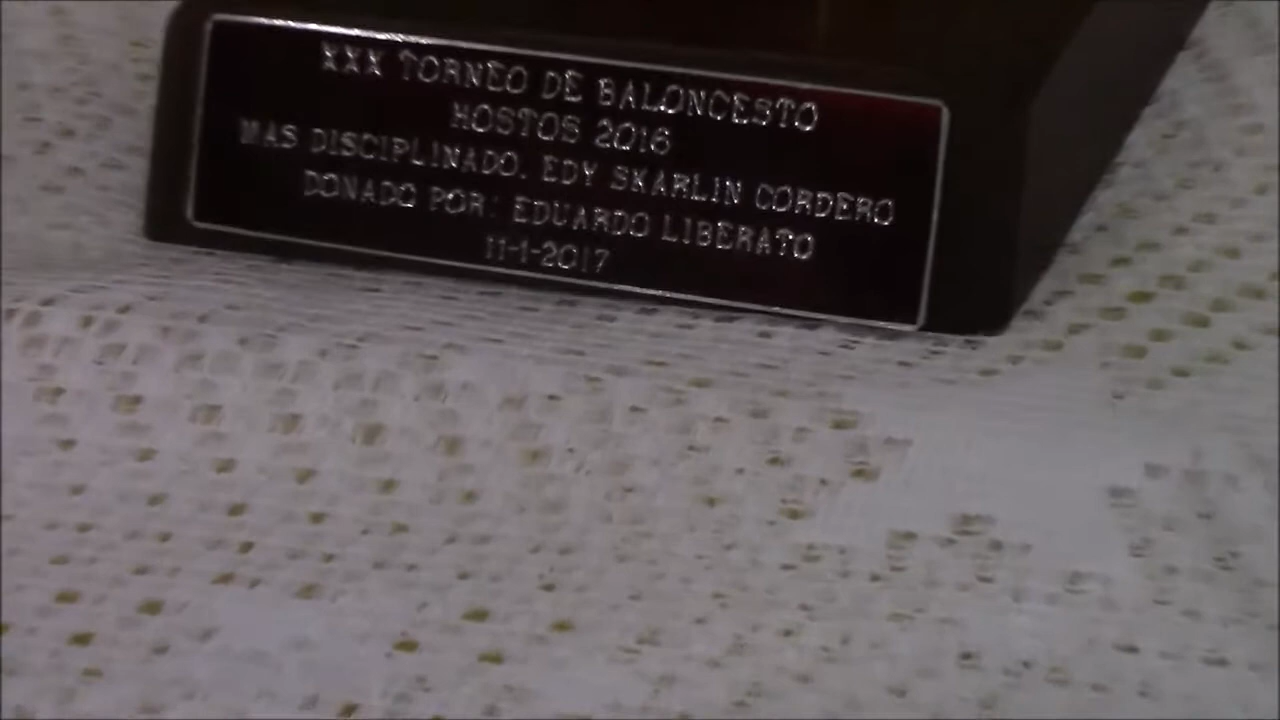 XXX TORNEO DE BALONCESTO
HOSTOS 2016
MAS DISCIPLINADO. EDY SKARLIN CORDERO
DONADO POR: EDUARDO LIBERATO
11-1-2017